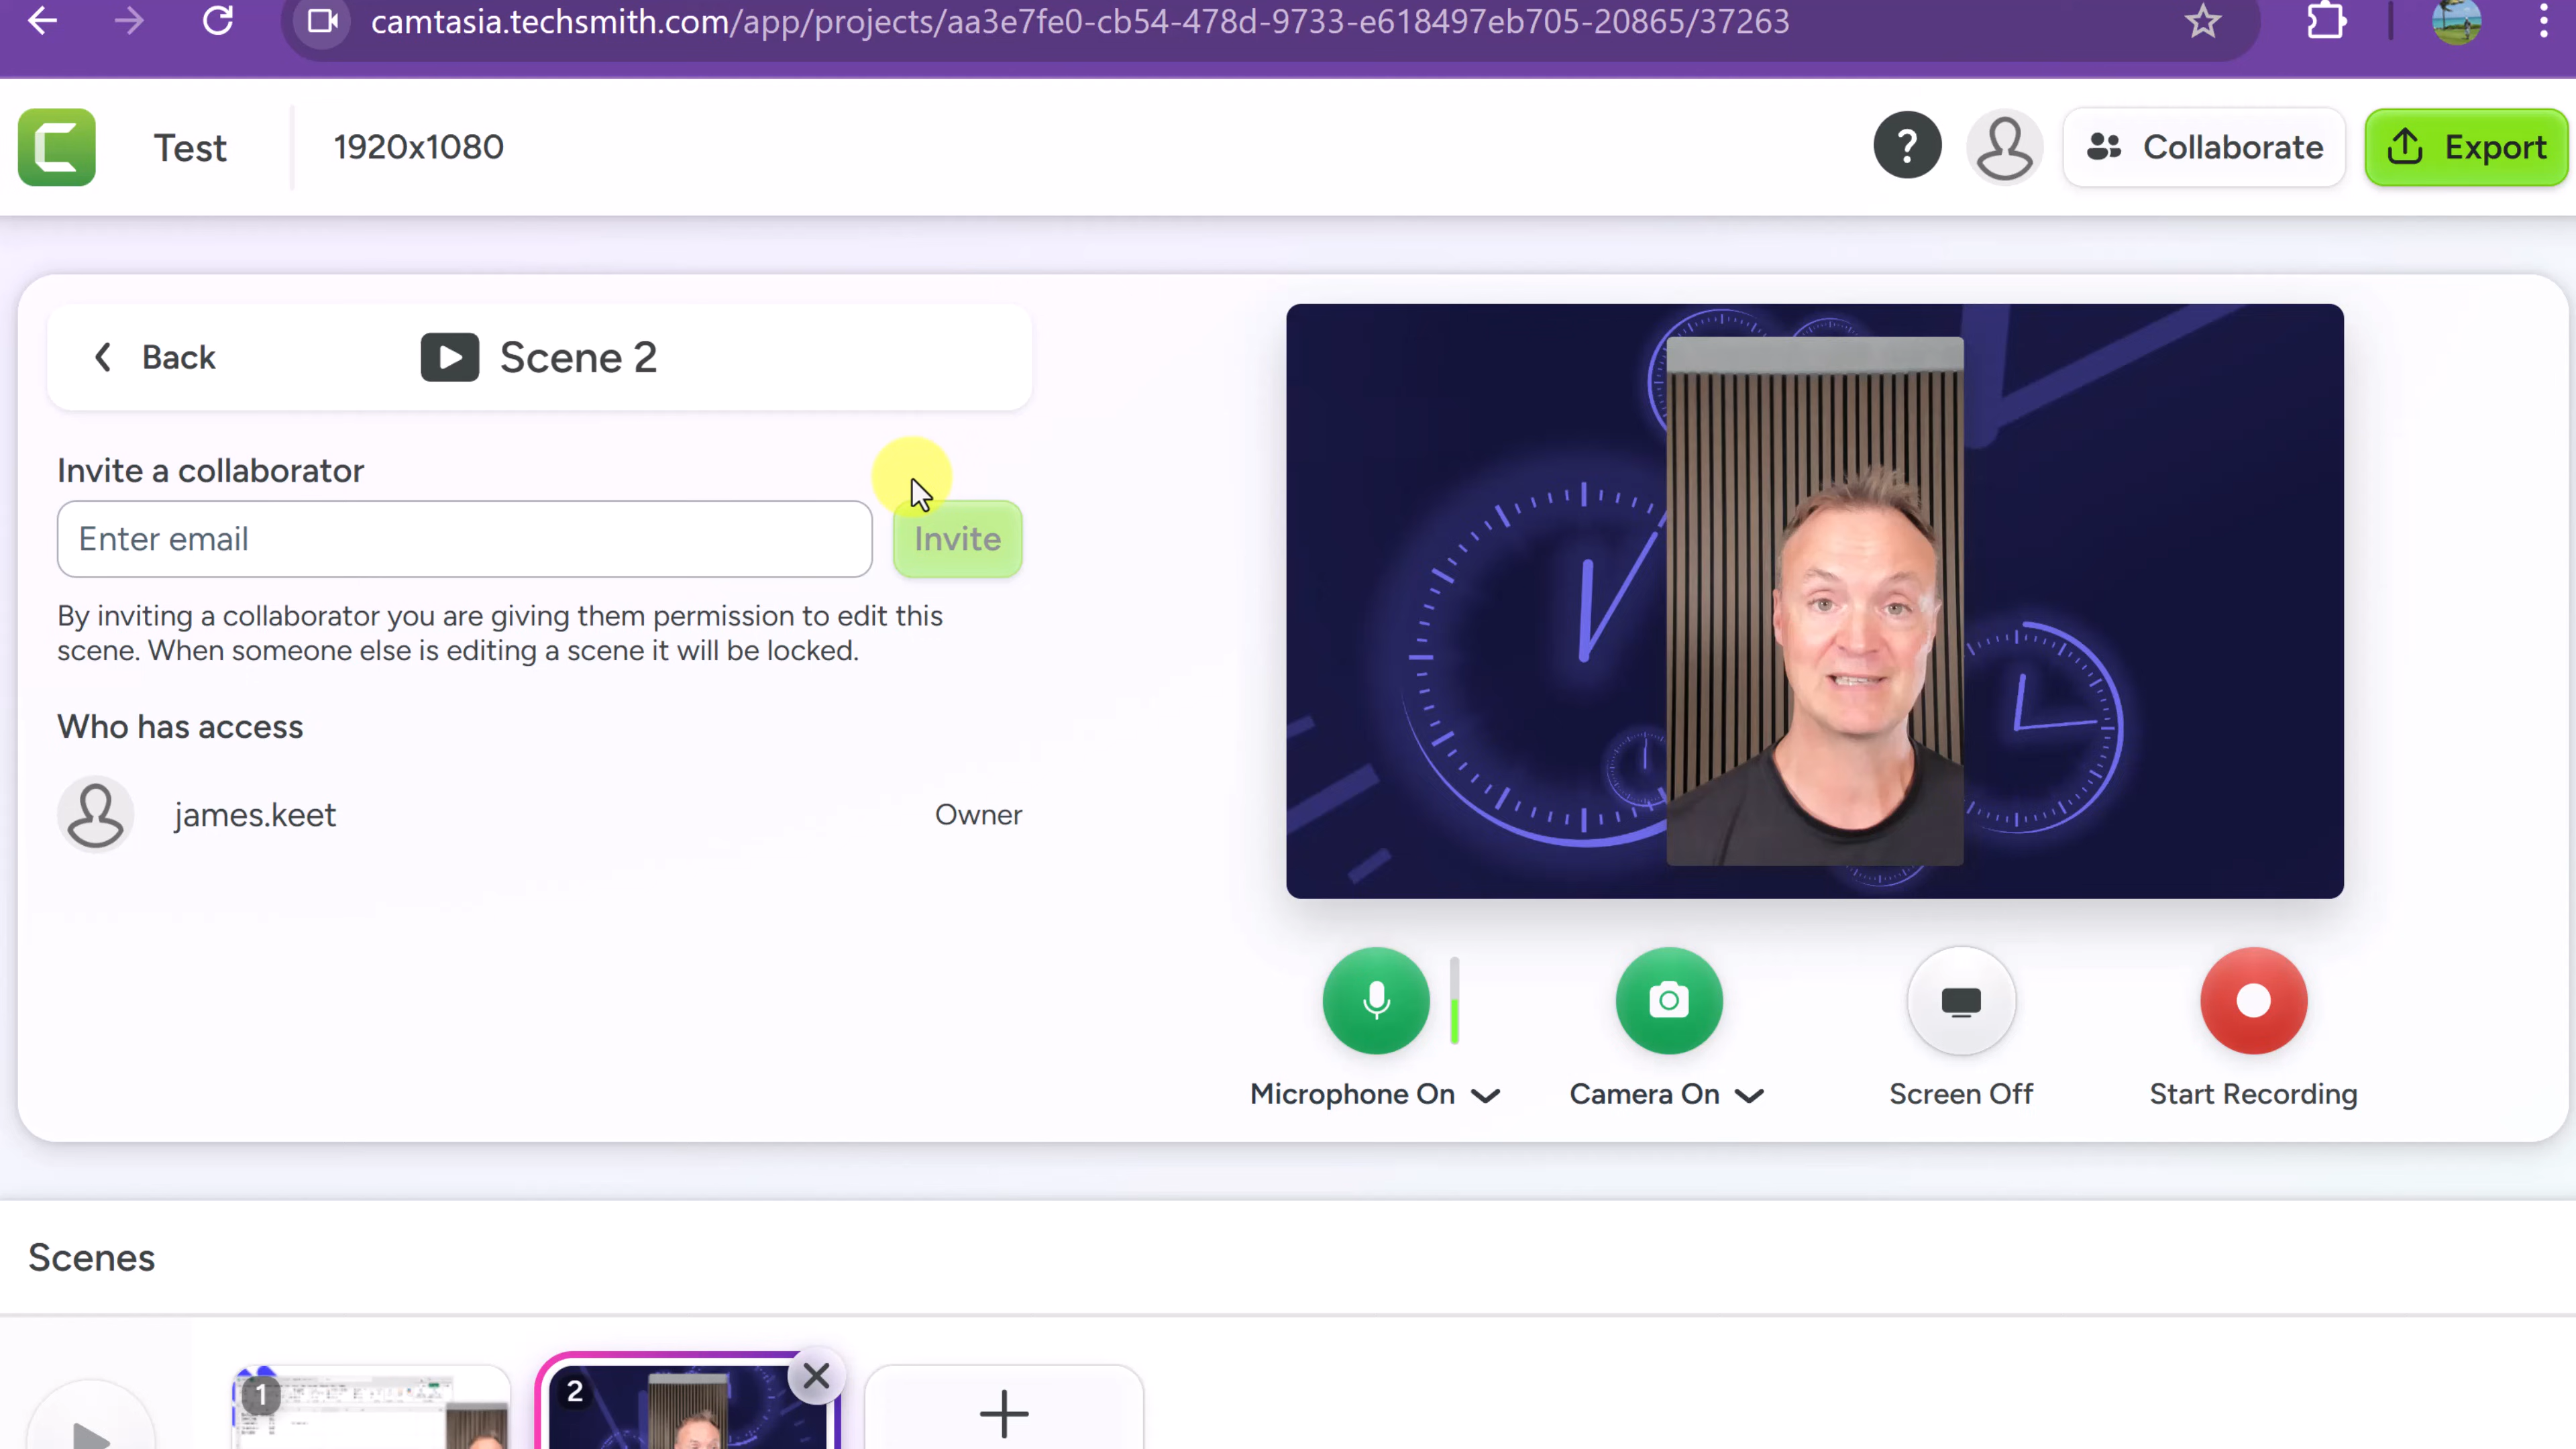 camtasia.techsmith.com/app/projects/aa3e7fe0-cb54-478d-9733-e618497eb705-20865/37263
Test
1920x1080
?
Collaborate
Export
Back
Scene 2
Invite a collaborator
Enter email
Invite
By inviting a collaborator you are giving them permission to edit this
scene. When someone else is editing a scene it will be locked.
Who has access
james.keet
Owner
Microphone On
Camera On
Screen Off
Start Recording
Scenes
1
2